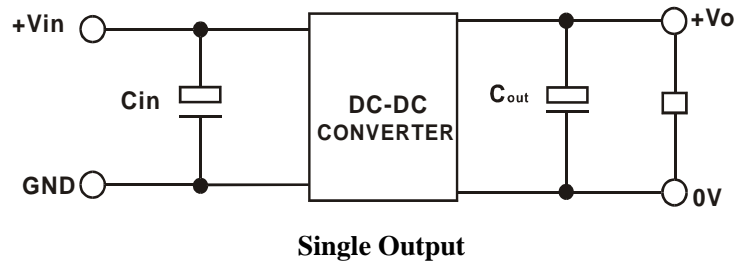 +Vin
+Vo
Cin
DC-DC
CONVERTER
Cout
GND
0V
Single Output